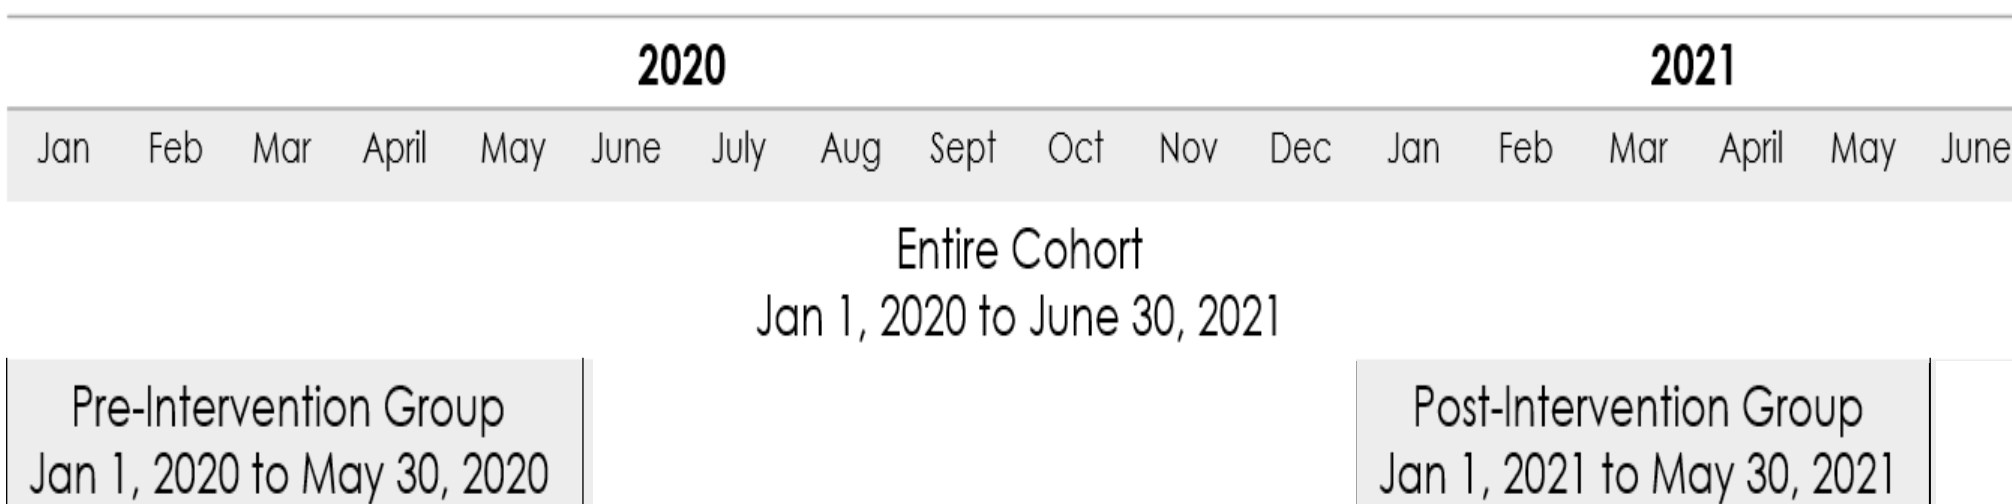 2020 2021
Jan Feb Mar April May June July Aug Sept Oct Nov Dec Jan Feb Mar April May June
Entire Cohort
Jan 1, 2020 to June 30, 2021
Pre-Intervention Group Post-Intervention Group
Jan 1, 2020 to May 30, 2020 Jan 1, 2021 to May 30, 2021